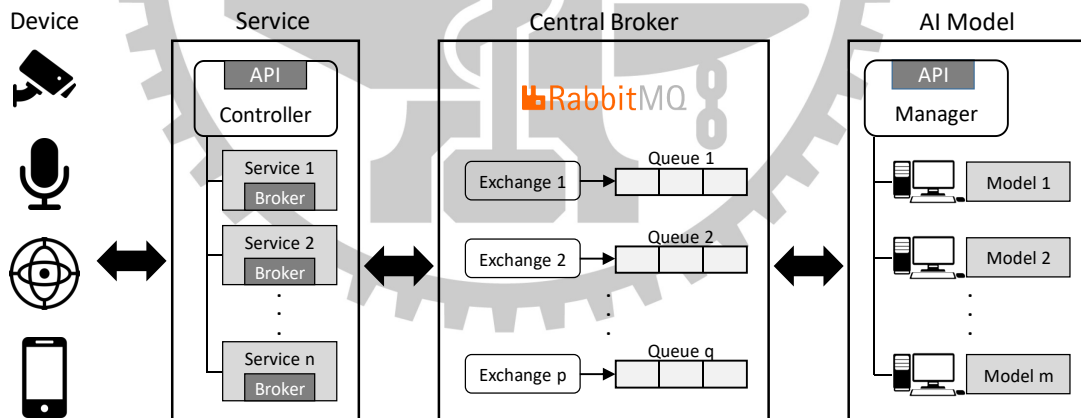 Device
Service
Central Broker
AI Model
API
Controller
Service 1
Broker
Service 2
Broker
Service n
Broker
RabbitMQ
Exchange 1
Queue 1
Exchange 2
Queue 2
Exchange p
Queue q
API
Manager
Model 1
Model 2
Model m